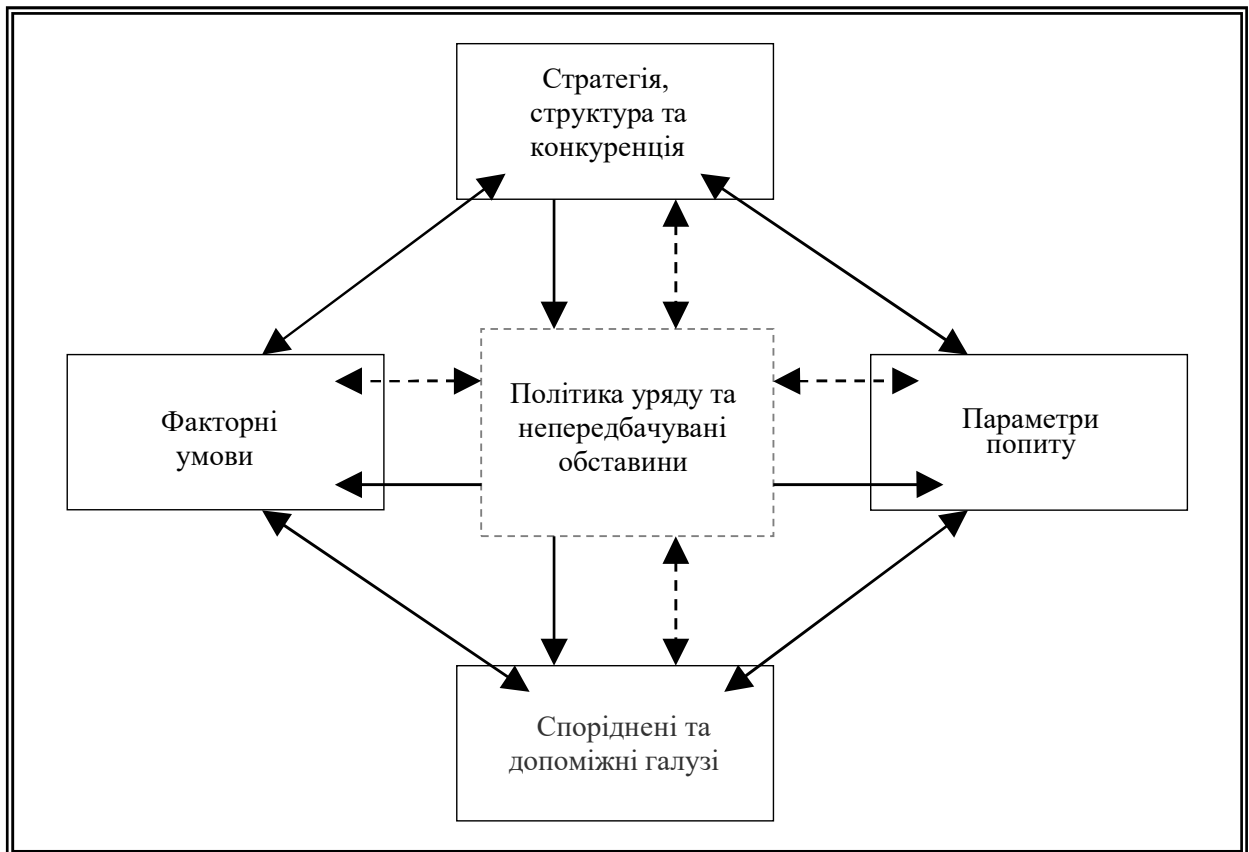 Стратегія,
структура та
конкуренція
Факторні
умови
Політика уряду та
непередбачувані
обставини
Параметри
попиту
Споріднені та
допоміжні галузі